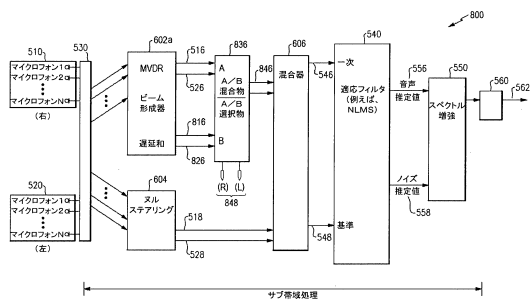 800
510
マイクロフォン1
マイクロフォン2
マイクロフォンN
(右)
530
602a
MVDR
ビーム
形成器
遅延和
516
526
816
826
836
A
A/B
混合物
A/B
選択物
B
(R) (L)
848
846
606
混合器
546
548
540
一次
適応フィルタ
(例えば、
NLMS)
基準
556
音声
推定値
ノイズ
推定値
558
550
スペクトル
増強
560
562
520
マイクロフォン1
マイクロフォン2
マイクロフォンN
(左)
604
ヌル
ステアリング
518
528
サブ帯域処理